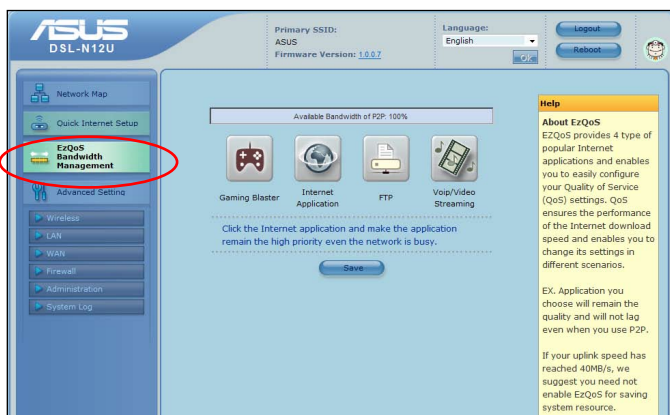 ASUS
DSL-N12U
Primary SSID:
ASUS
Firmware Version: 1.0.0.7
Language:
English
OK
Logout
Reboot
Network Map
Quick Internet Setup
EzQoS
Bandwidth
Management
Advanced Setting
Wireless
LAN
WAN
Firewall
Administration
System Log
Available Bandwidth of P2P: 100%
Gaming Blaster
Internet
Application
FTP
Voip/Video
Streaming
Click the Internet application and make the application
remain the high priority even the network is busy.
Save
Help
About EzQoS
EZQoS provides 4 type of
popular Internet
applications and enables
you to easily configure
your Quality of Service
(QoS) settings. QoS
ensures the performance
of the Internet download
speed and enables you to
change its settings in
different scenarios.
EX. Application you
choose will remain the
quality and will not lag
even when you use P2P.
If your uplink speed has
reached 40MB/s, we
suggest you need not
enable EzQoS for saving
system resource.